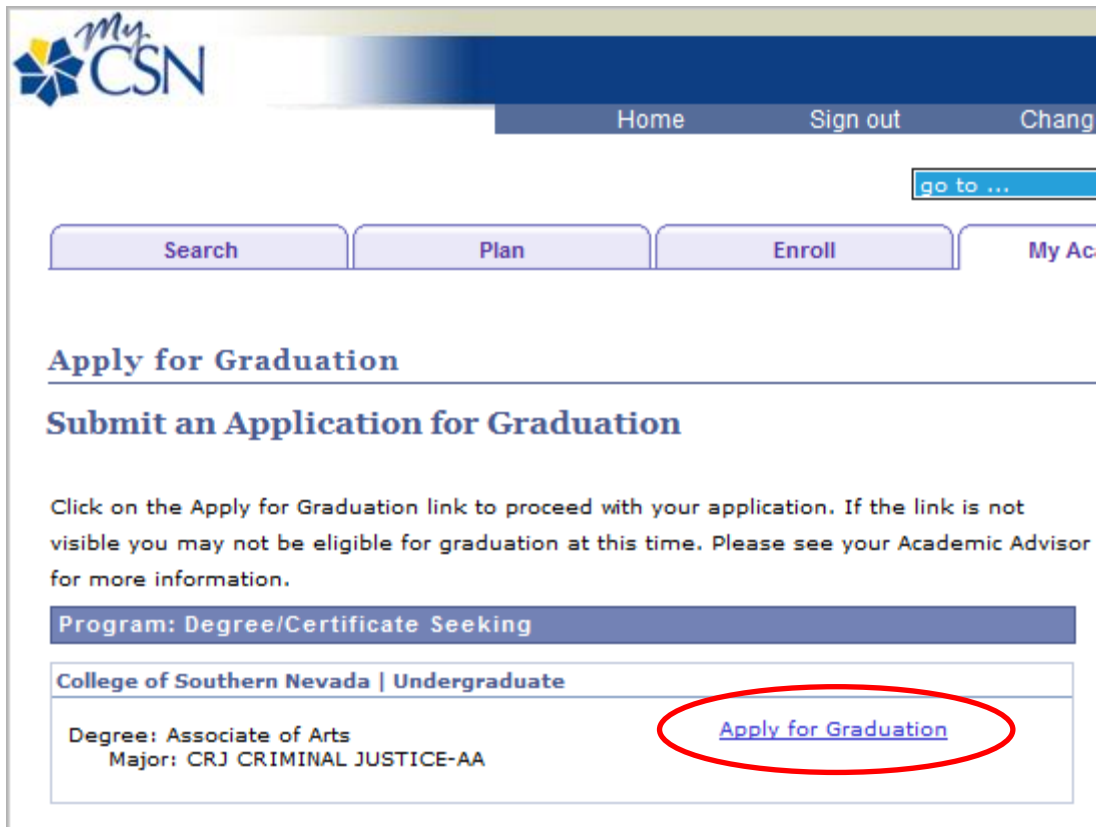 My
CSN
Home Sign out Chang
go to ...
Search Plan Enroll My Aca
Apply for Graduation
Submit an Application for Graduation
Click on the Apply for Graduation link to proceed with your application. If the link is not
visible you may not be eligible for graduation at this time. Please see your Academic Advisor
for more information.
Program: Degree/Certificate Seeking
College of Southern Nevada | Undergraduate
Degree: Associate of Arts Apply for Graduation
Major: CRJ CRIMINAL JUSTICE-AA